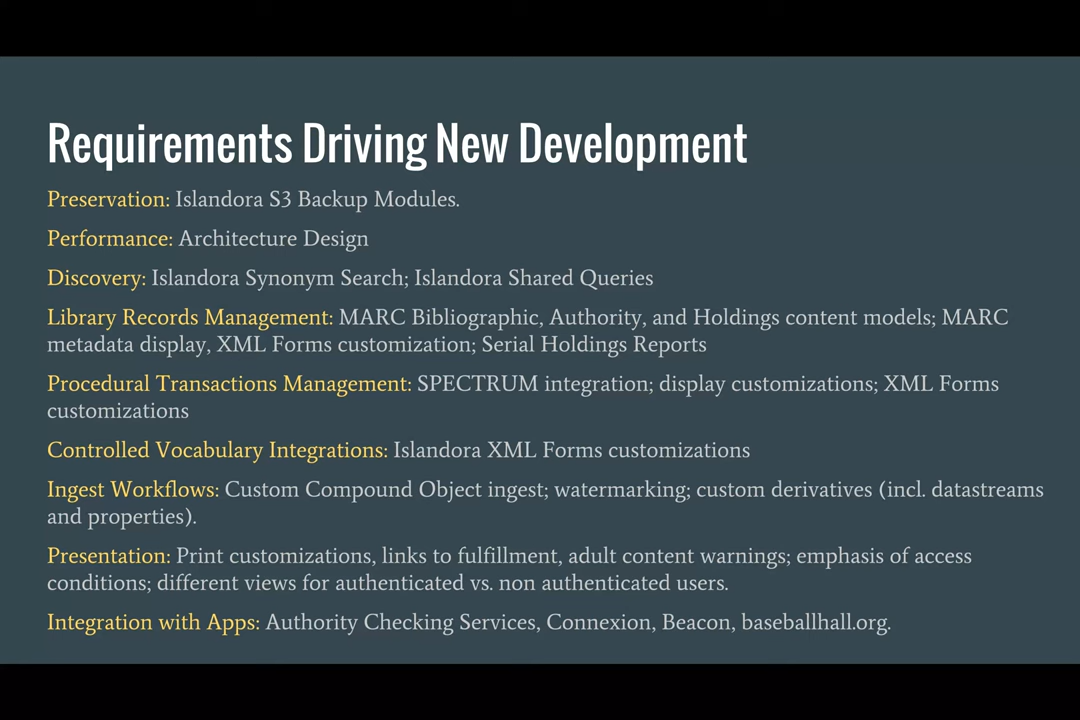 Requirements Driving New Development
Preservation: Islandora S3 Backup Modules.
Performance: Architecture Design
Discovery: Islandora Synonym Search; Islandora Shared Queries
Library Records Management: MARC Bibliographic, Authority, and Holdings content models; MARC
metadata display, XML Forms customization; Serial Holdings Reports
Procedural Transactions Management: SPECTRUM integration; display customizations; XML Forms
customizations
Controlled Vocabulary Integrations: Islandora XML Forms customizations
Ingest Workflows: Custom Compound Object ingest; watermarking; custom derivatives (incl. datastreams
and properties).
Presentation: Print customizations, links to fulfillment, adult content warnings; emphasis of access
conditions; different views for authenticated vs. non authenticated users.
Integration with Apps: Authority Checking Services, Connexion, Beacon, baseballhall.org.